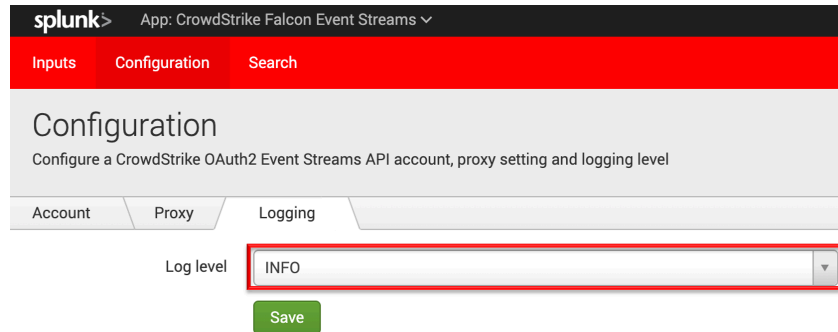 splunk> App: CrowdStrike Falcon Event Streams
Inputs Configuration Search
Configuration
Configure a CrowdStrike OAuth2 Event Streams API account, proxy setting and logging level
Account Proxy Logging
Log level INFO
Save